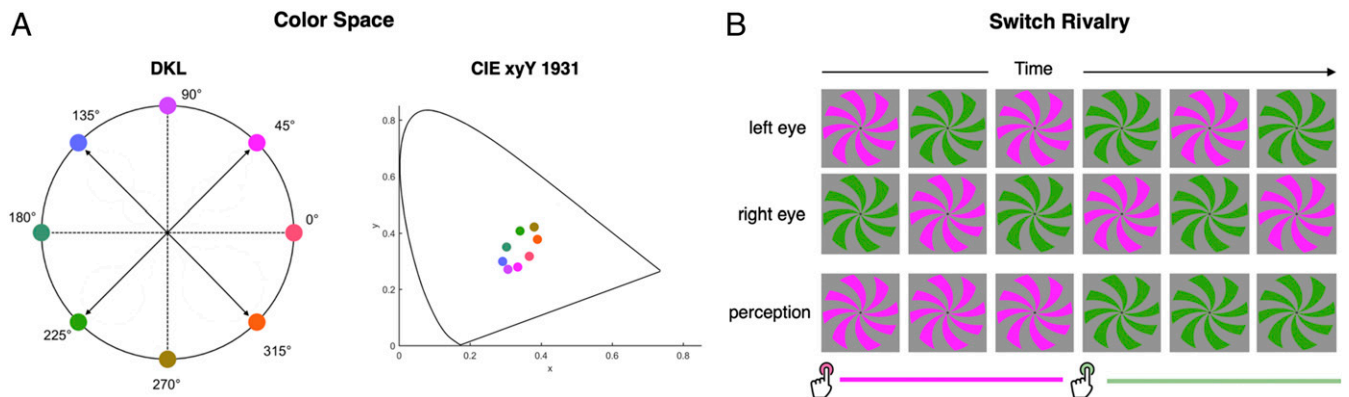 A
Color Space
DKL
90°
135°
45°
180°
0°
225°
315°
270°
CIE xyY 1931
0.8
0.6
y
0.4
0.2
0
0
0.2
0.4
0.6
0.8
x
B
Switch Rivalry
Time
left eye
right eye
perception